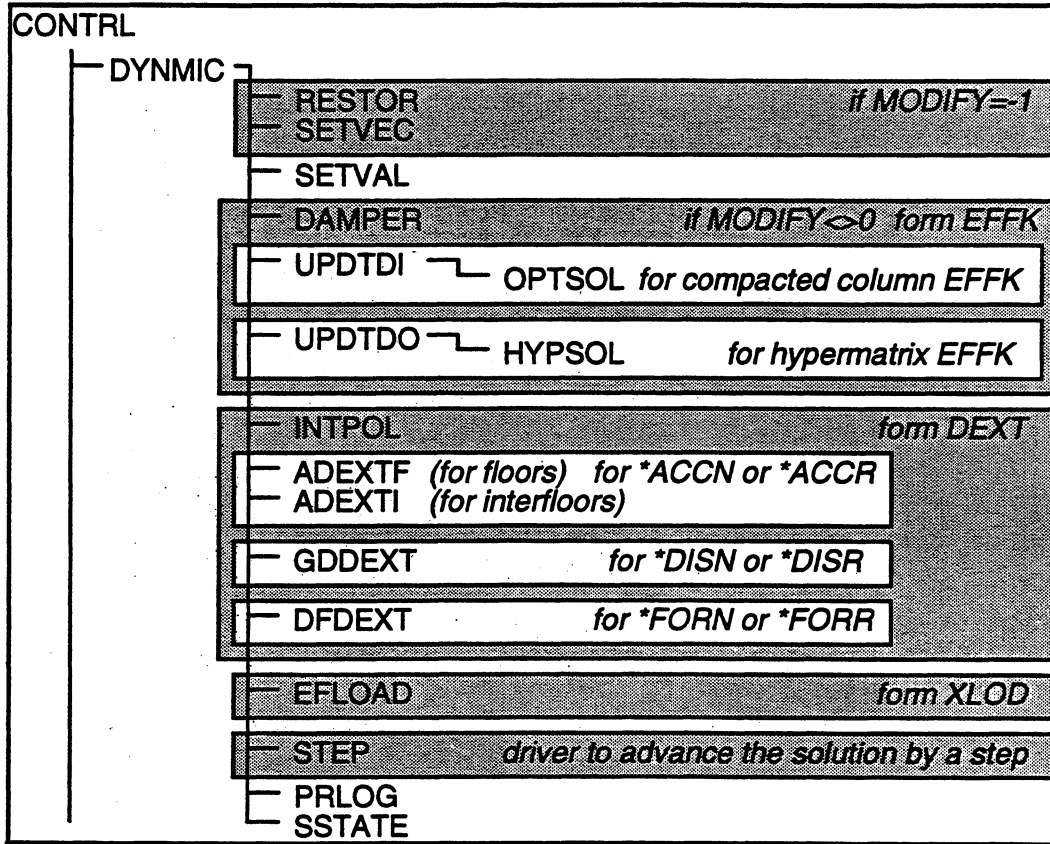 CONTRL
DYNMIC
RESTOR if MODIFY=-1
SETVEC
SETVAL
DAMPER if MODIFY<>0 form EFFK
UPDTDI OPTSOL for compacted column EFFK
UPDTDO HYPSOL for hypermatrix EFFK
INTPOL form DEXT
ADEXTF (for floors) for *ACCN or *ACCR
ADEXTI (for interfloors)
GDDEXT for *DISN or *DISR
DFDEXT for *FORN or *FORR
EFLOAD form XLOD
STEP driver to advance the solution by a step
PRLOG
SSTATE